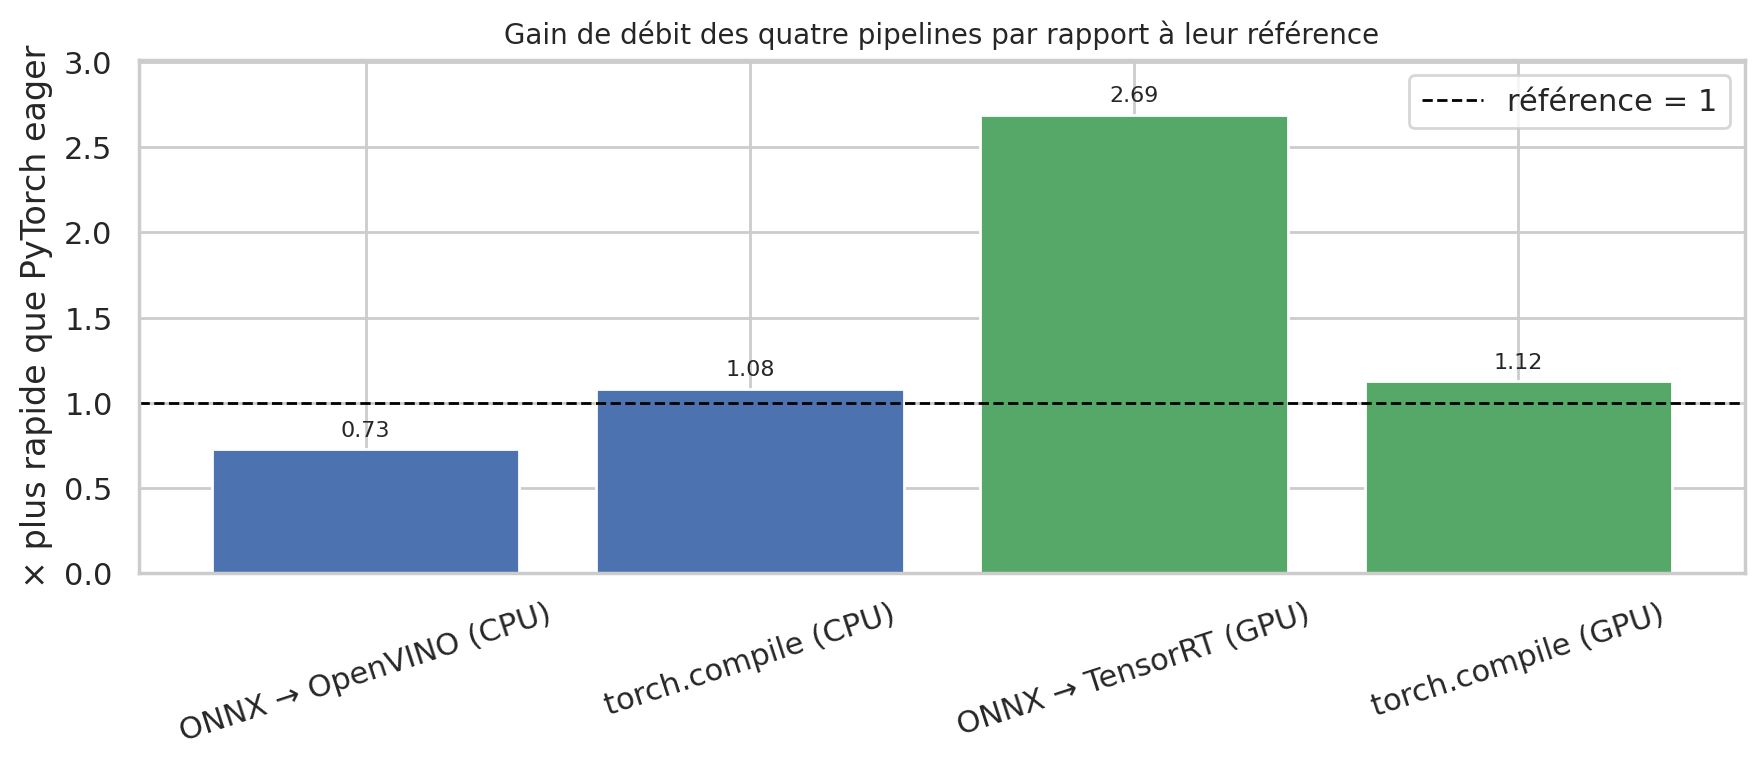 Gain de débit des quatre pipelines par rapport à leur référence
× plus rapide que PyTorch eager
3.0
2.5
2.0
1.5
1.0
0.5
0.0
référence = 1
0.73
1.08
2.69
1.12
ONNX → OpenVINO (CPU)
torch.compile (CPU)
ONNX → TensorRT (GPU)
torch.compile (GPU)